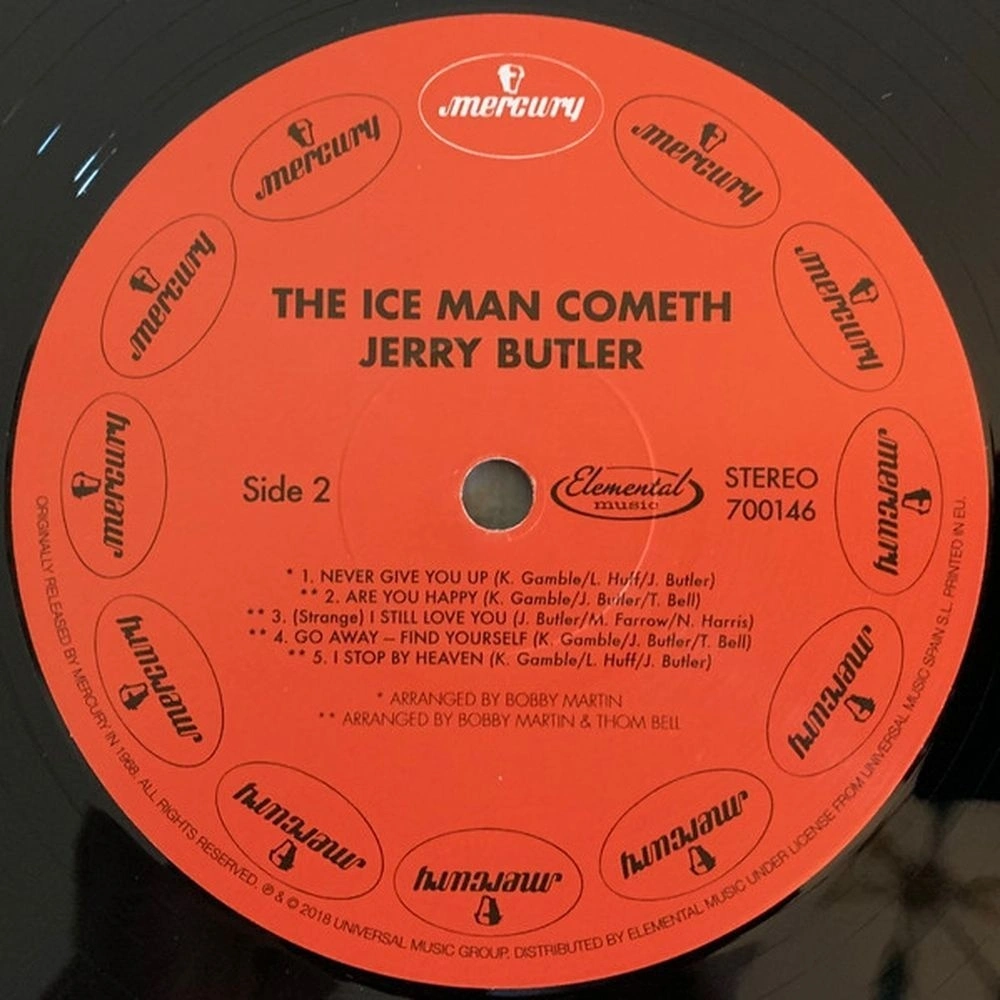 mercury
mercury
mercury
mercury
mercury
mercury
mercury
mercury
mercury
mercury
mercury
mercury
THE ICE MAN COMETH
JERRY BUTLER
Side 2
Elemental
music
STEREO
700146
* 1. NEVER GIVE YOU UP (K. Gamble/L. Huff/J. Butler)
** 2. ARE YOU HAPPY (K. Gamble/J. Butler/T. Bell)
** 3. (Strange) I STILL LOVE YOU (J. Butler/M. Farrow/N. Harris)
** 4. GO AWAY – FIND YOURSELF (K. Gamble/J. Butler/T. Bell)
** 5. I STOP BY HEAVEN (K. Gamble/L. Huff/J. Butler)
* ARRANGED BY BOBBY MARTIN
** ARRANGED BY BOBBY MARTIN & THOM BELL
ORIGINALLY RELEASED BY MERCURY IN 1968. ALL RIGHTS RESERVED. ℗ & © 2018 UNIVERSAL MUSIC GROUP. DISTRIBUTED BY ELEMENTAL MUSIC UNDER LICENSE FROM UNIVERSAL MUSIC SPAIN S.L. PRINTED IN EU.